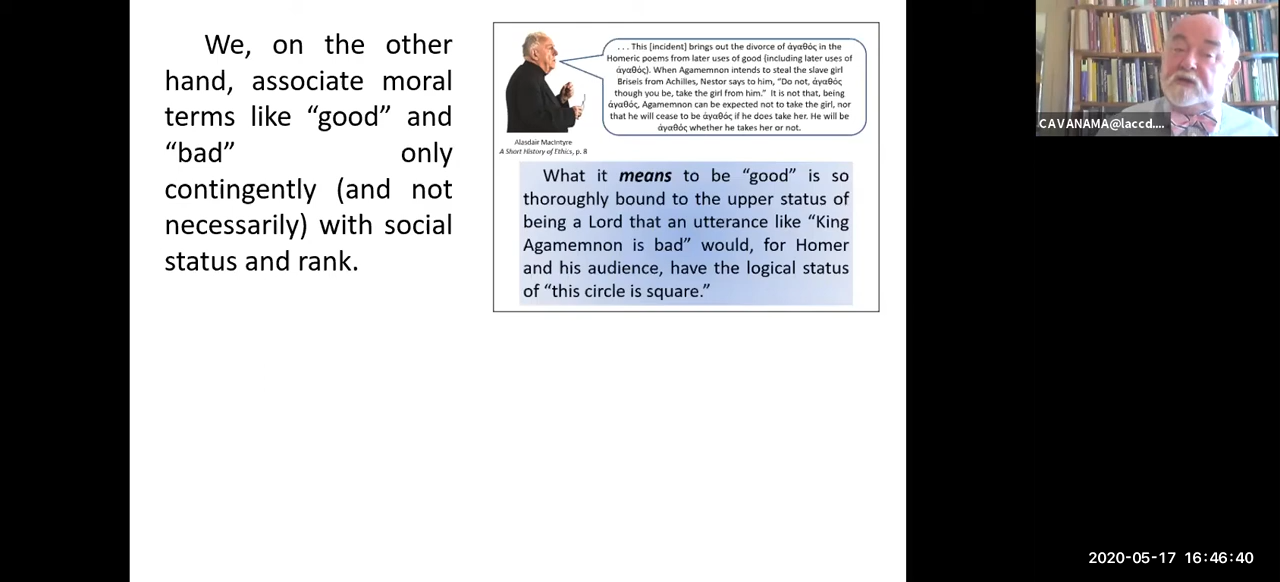 We, on the other
hand, associate moral
terms like “good” and
“bad” only
contingently (and not
necessarily) with social
status and rank.
. . . This [incident] brings out the divorce of ἀγαθός in the
Homeric poems from later uses of good (including later uses of
ἀγαθός). When Agamemnon intends to steal the slave girl
Briseis from Achilles, Nestor says to him, “Do not, ἀγαθός
though you be, take the girl from him.” It is not that, being
ἀγαθός, Agamemnon can be expected not to take the girl, nor
that he will cease to be ἀγαθός if he does take her. He will be
ἀγαθός whether he takes her or not.
Alasdair MacIntyre
A Short History of Ethics, p. 8
What it means to be “good” is so
thoroughly bound to the upper status of
being a Lord that an utterance like “King
Agamemnon is bad” would, for Homer
and his audience, have the logical status
of “this circle is square.”
CAVANAMA@laccd....
2020-05-17 16:46:40